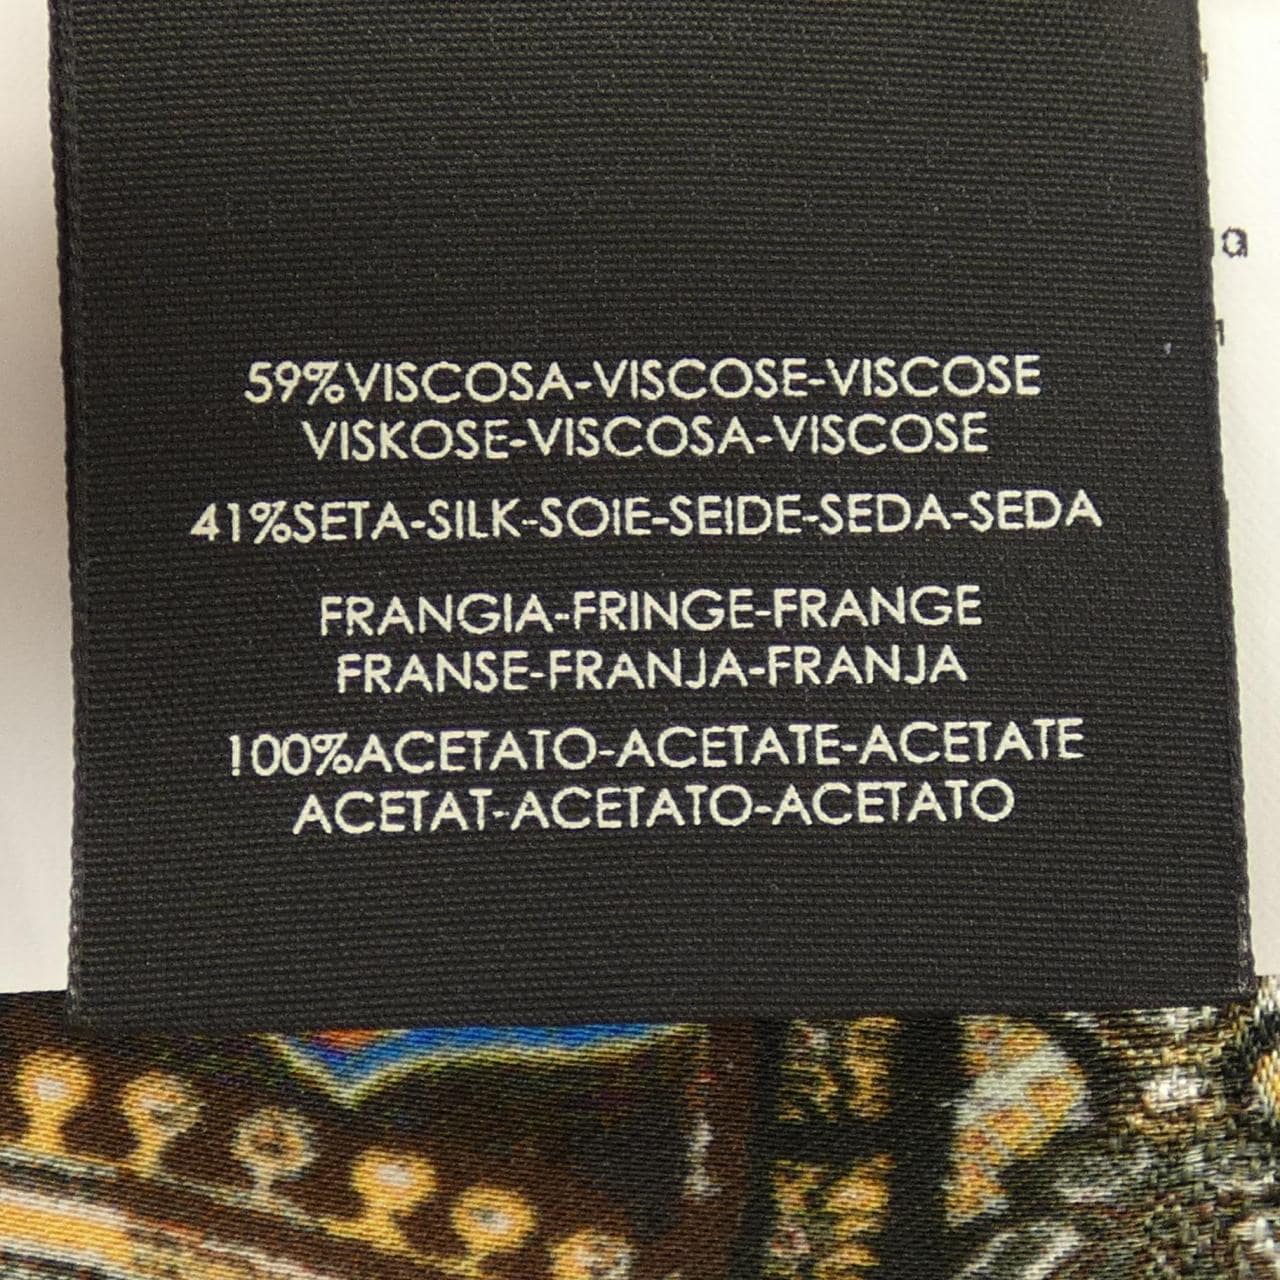 59%VISCOSA-VISCOSE-VISCOSE
VISKOSE-VISCOSA-VISCOSE
41%SETA-SILK-SOIE-SEIDE-SEDA-SEDA
FRANGIA-FRINGE-FRANGE
FRANSE-FRANJA-FRANJA
100%ACETATO-ACETATE-ACETATE
ACETAT-ACETATO-ACETATO
a